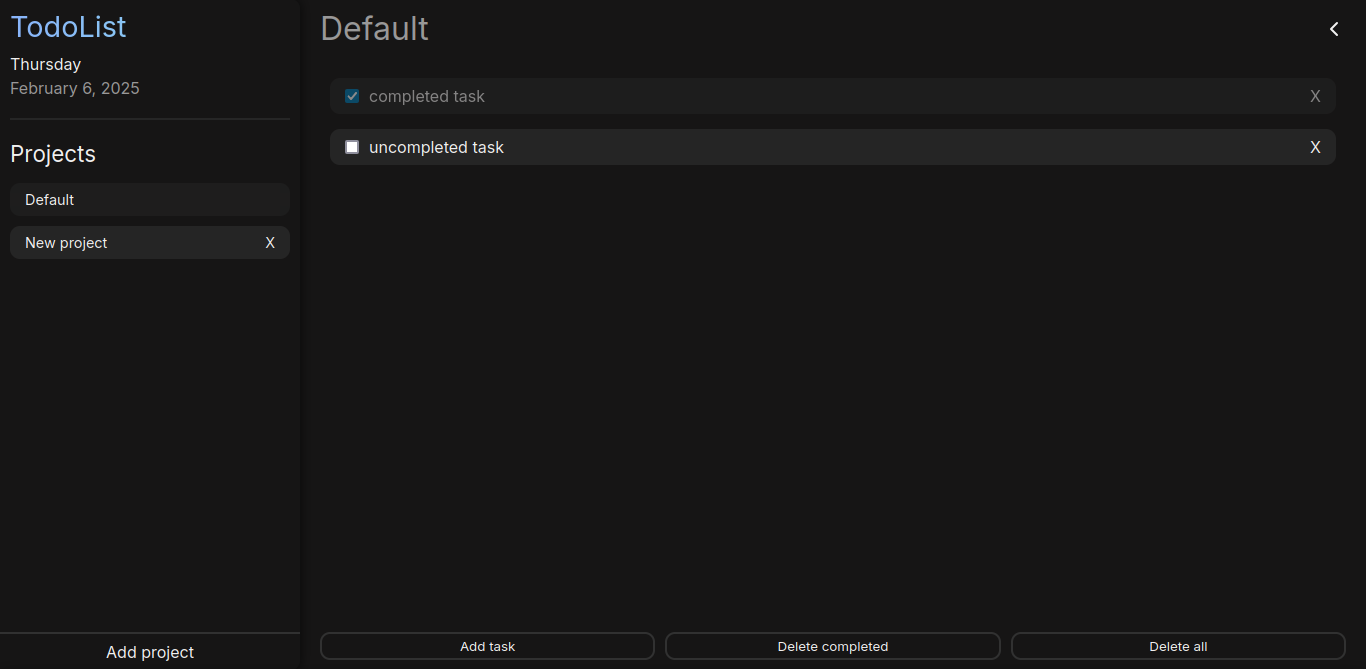 TodoList
Thursday
February 6, 2025
Projects
Default
New project X
Add project
Default
completed task X
uncompleted task X
Add task
Delete completed
Delete all